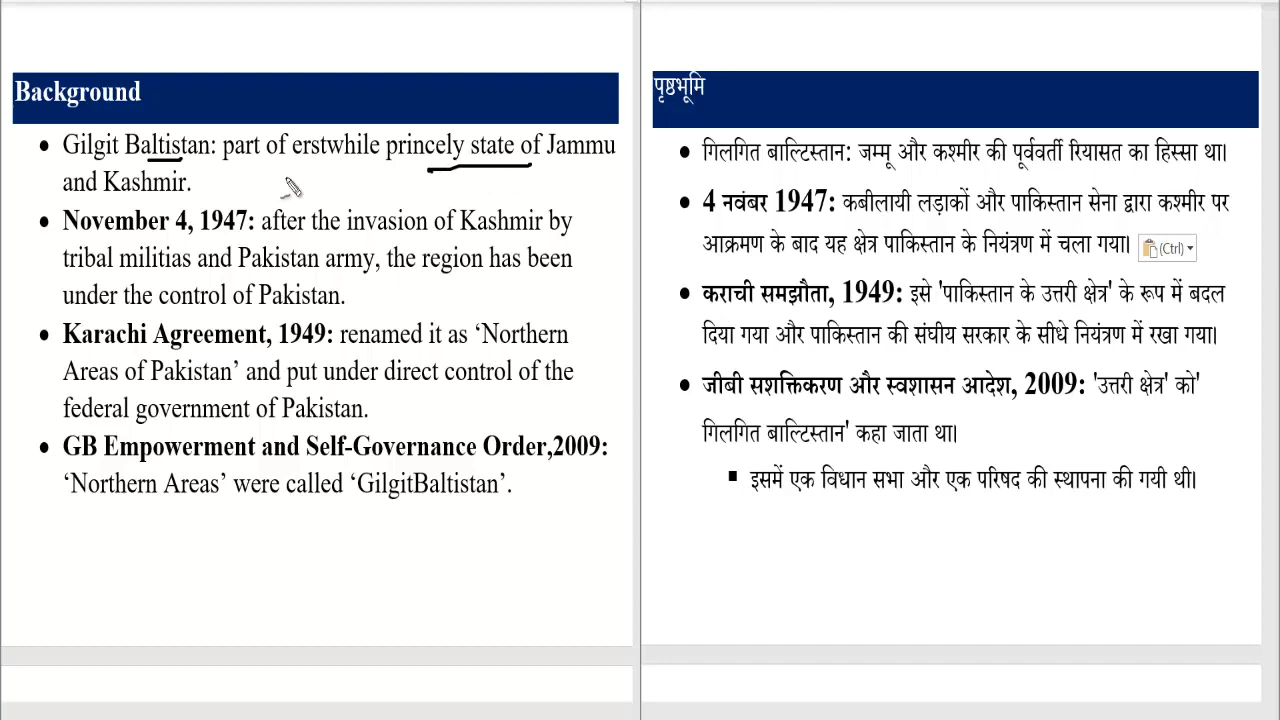 Background
• Gilgit Baltistan: part of erstwhile princely state of Jammu
and Kashmir.
• November 4, 1947: after the invasion of Kashmir by
tribal militias and Pakistan army, the region has been
under the control of Pakistan.
• Karachi Agreement, 1949: renamed it as ‘Northern
Areas of Pakistan’ and put under direct control of the
federal government of Pakistan.
• GB Empowerment and Self-Governance Order,2009:
‘Northern Areas’ were called ‘GilgitBaltistan’.
पृष्ठभूमि
• गिलगित बाल्टिस्तान: जम्मू और कश्मीर की पूर्ववर्ती रियासत का हिस्सा था।
• 4 नवंबर 1947: कबीलायी लड़ाकों और पाकिस्तान सेना द्वारा कश्मीर पर
आक्रमण के बाद यह क्षेत्र पाकिस्तान के नियंत्रण में चला गया।
(Ctrl)
• कराची समझौता, 1949: इसे 'पाकिस्तान के उत्तरी क्षेत्र' के रूप में बदल
दिया गया और पाकिस्तान की संघीय सरकार के सीधे नियंत्रण में रखा गया।
• जीबी सशक्तिकरण और स्वशासन आदेश, 2009: 'उत्तरी क्षेत्र' को'
गिलगित बाल्टिस्तान' कहा जाता था।
▪ इसमें एक विधान सभा और एक परिषद की स्थापना की गयी थी।